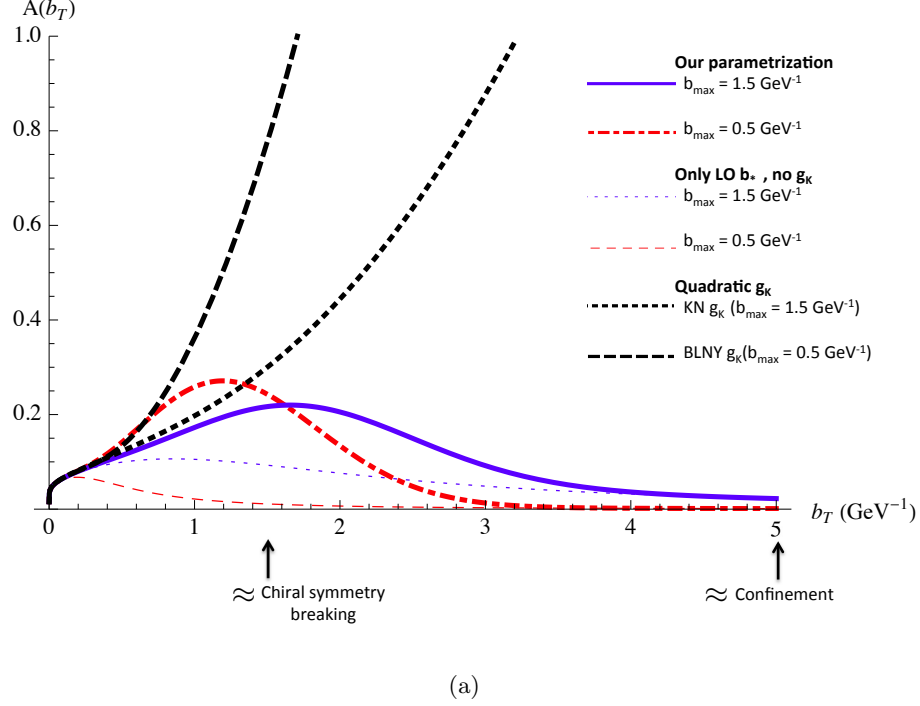 A(b_T)
1.0
0.8
0.6
0.4
0.2
0
1
2
3
4
5
b_T (GeV⁻¹)
Our parametrization
b_max = 1.5 GeV⁻¹
b_max = 0.5 GeV⁻¹
Only LO b_* , no g_K
b_max = 1.5 GeV⁻¹
b_max = 0.5 GeV⁻¹
Quadratic g_K
KN g_K (b_max = 1.5 GeV⁻¹)
BLNY g_K(b_max = 0.5 GeV⁻¹)
≈ Chiral symmetry
breaking
≈ Confinement
(a)